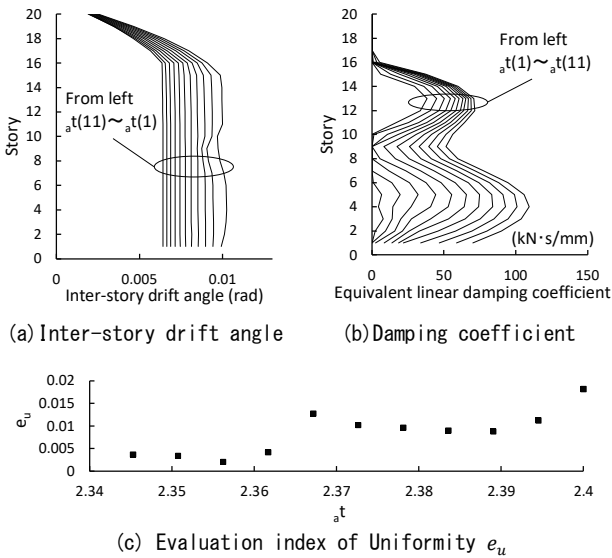 20
18
16
14
12
10
8
6
4
2
0
Story
From left
ₐt(11)～ₐt(1)
0 0.005 0.01
Inter-story drift angle (rad)
20
18
16
14
12
10
8
6
4
2
0
Story
From left
ₐt(1)～ₐt(11)
(kN・s/mm)
0 50 100 150
Equivalent linear damping coefficient
(a)Inter-story drift angle
(b)Damping coefficient
0.02
0.015
0.01
0.005
0
eᵤ
2.34 2.35 2.36 2.37 2.38 2.39 2.4
ₐt
(c) Evaluation index of Uniformity eᵤ